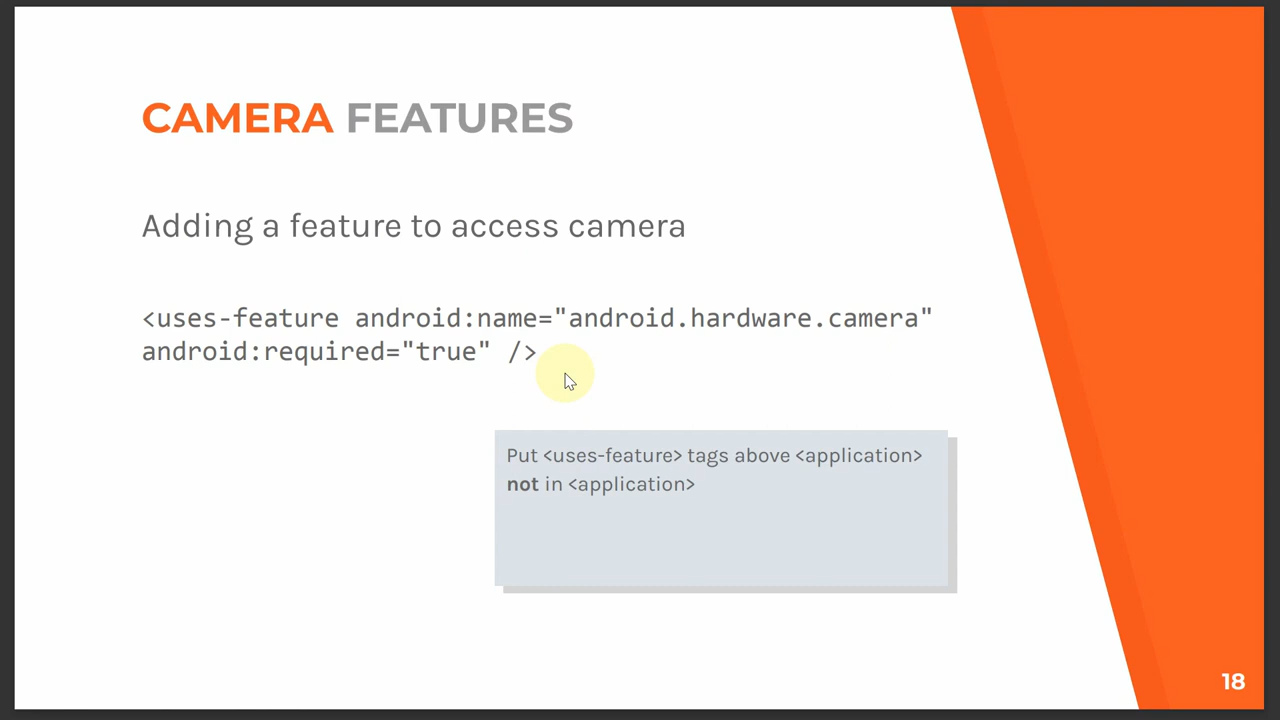 CAMERA FEATURES
Adding a feature to access camera
<uses-feature android:name="android.hardware.camera"
android:required="true" />
Put <uses-feature> tags above <application>
not in <application>
18